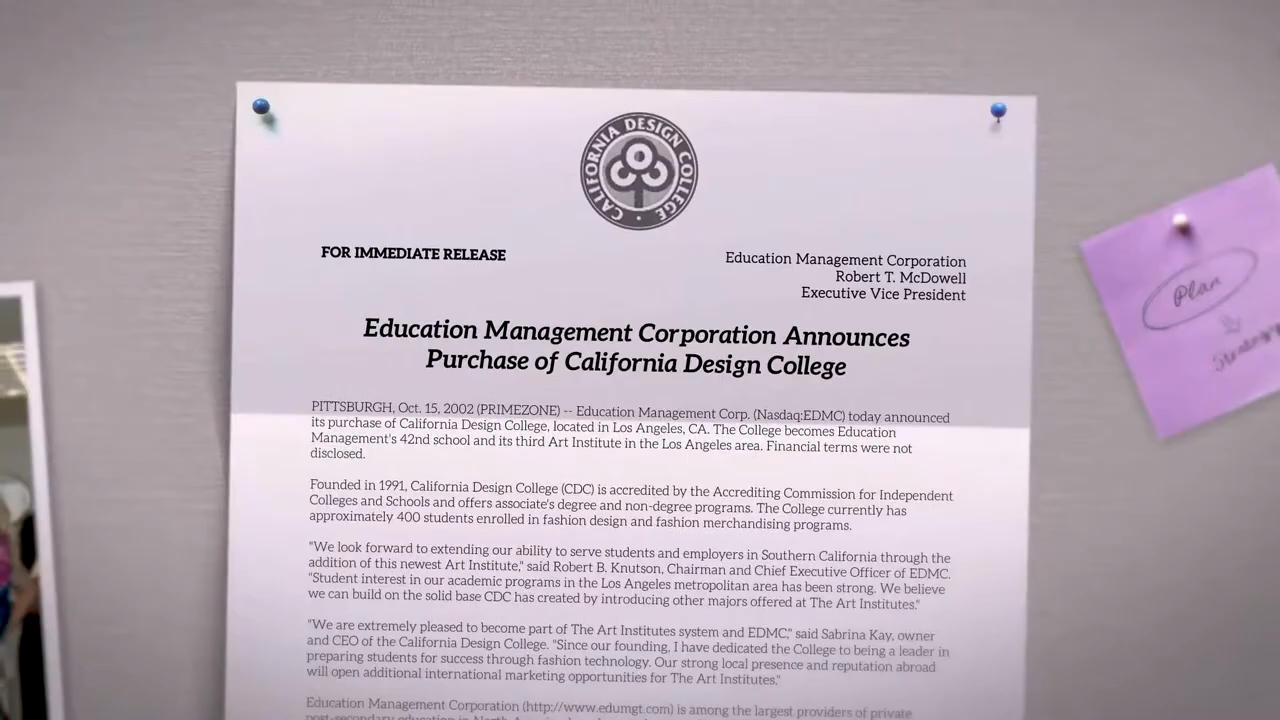 CALIFORNIA DESIGN COLLEGE
FOR IMMEDIATE RELEASE
Education Management Corporation
Robert T. McDowell
Executive Vice President
Education Management Corporation Announces
Purchase of California Design College
PITTSBURGH, Oct. 15, 2002 (PRIMEZONE) -- Education Management Corp. (Nasdaq:EDMC) today announced
its purchase of California Design College, located in Los Angeles, CA. The College becomes Education
Management's 42nd school and its third Art Institute in the Los Angeles area. Financial terms were not
disclosed.
Founded in 1991, California Design College (CDC) is accredited by the Accrediting Commission for Independent
Colleges and Schools and offers associate's degree and non-degree programs. The College currently has
approximately 400 students enrolled in fashion design and fashion merchandising programs.
"We look forward to extending our ability to serve students and employers in Southern California through the
addition of this newest Art Institute," said Robert B. Knutson, Chairman and Chief Executive Officer of EDMC.
"Student interest in our academic programs in the Los Angeles metropolitan area has been strong. We believe
we can build on the solid base CDC has created by introducing other majors offered at The Art Institutes."
"We are extremely pleased to become part of The Art Institutes system and EDMC," said Sabrina Kay, owner
and CEO of the California Design College. "Since our founding, I have dedicated the College to being a leader in
preparing students for success through fashion technology. Our strong local presence and reputation abroad
will open additional international marketing opportunities for The Art Institutes."
Education Management Corporation (http://www.edumgt.com) is among the largest providers of private
post-secondary education in North
Plan